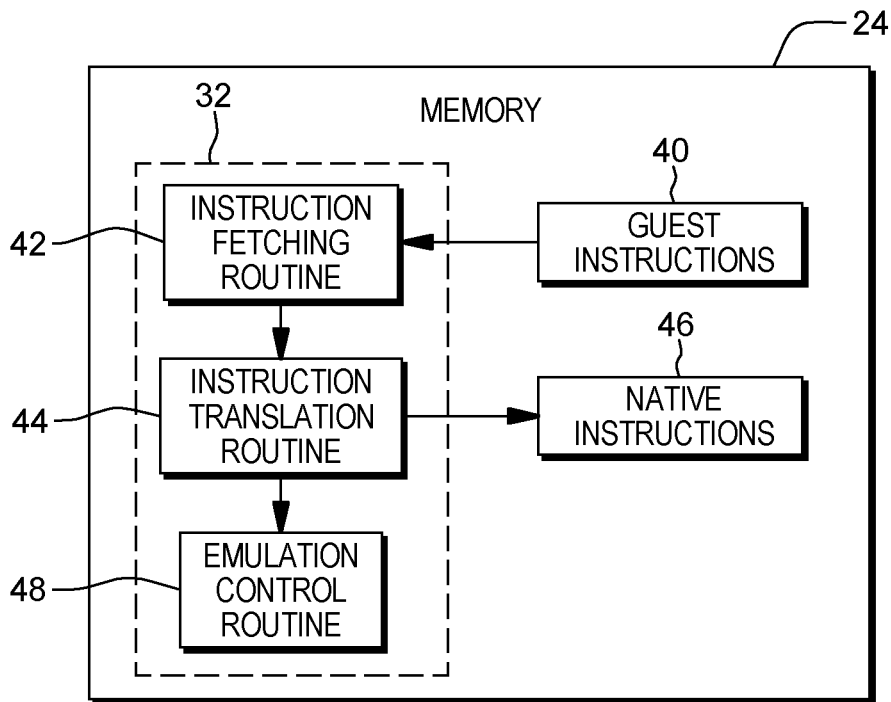 24
MEMORY
32
40
INSTRUCTION
FETCHING
ROUTINE
42
GUEST
INSTRUCTIONS
46
INSTRUCTION
TRANSLATION
ROUTINE
44
NATIVE
INSTRUCTIONS
EMULATION
CONTROL
ROUTINE
48